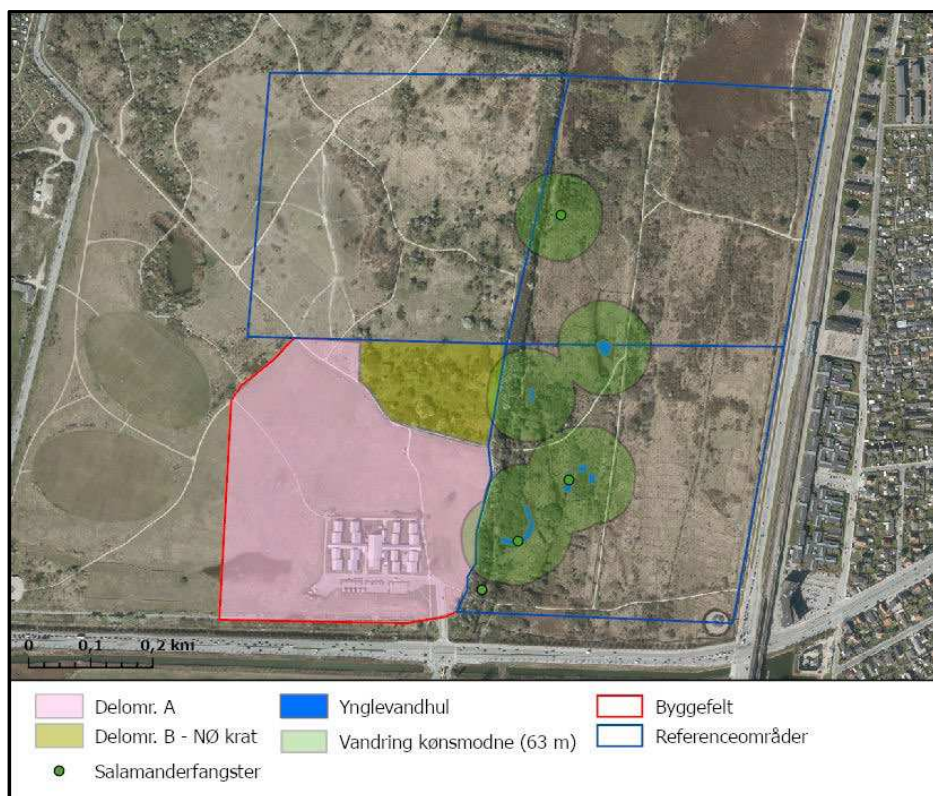 0 0,1 0,2 km
Delomr. A
Delomr. B - NØ krat
Salamanderfangster
Ynglevandhul
Vandring kønsmodne (63 m)
Byggefelt
Referenceområder